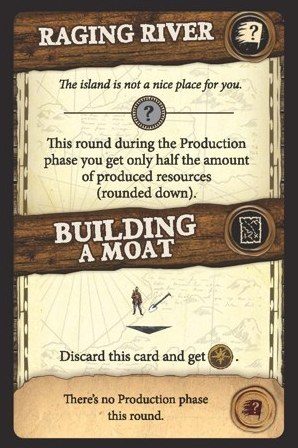 RAGING RIVER
?
The island is not a nice place for you.
?
This round during the Production
phase you get only half the amount
of produced resources
(rounded down).
BUILDING
A MOAT
Discard this card and get .
There's no Production phase
this round.
?